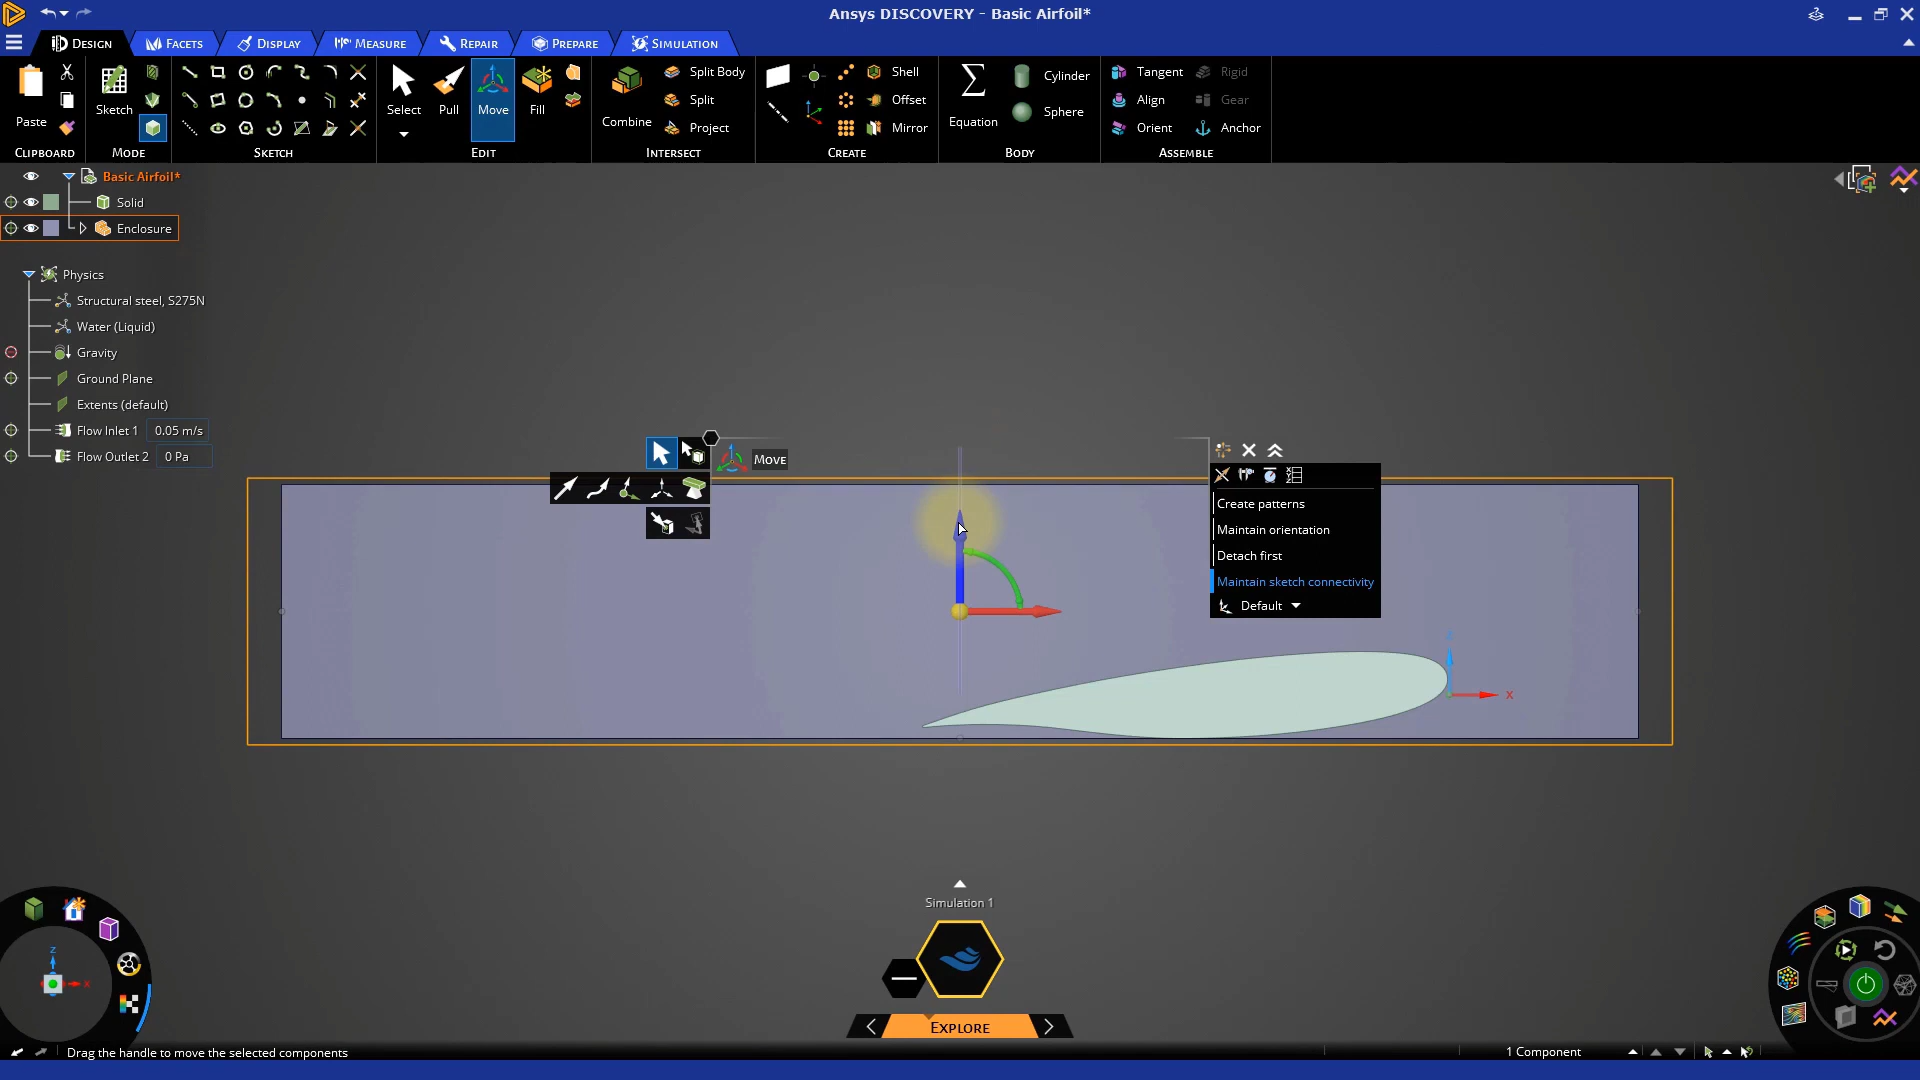 Ansys DISCOVERY - Basic Airfoil*
DESIGN
FACETS
DISPLAY
MEASURE
REPAIR
PREPARE
SIMULATION
Paste
Sketch
Select
Pull
Move
Fill
Combine
Split Body
Split
Project
Shell
Offset
Mirror
Equation
Cylinder
Sphere
Tangent
Align
Orient
Rigid
Gear
Anchor
CLIPBOARD
MODE
SKETCH
EDIT
INTERSECT
CREATE
BODY
ASSEMBLE
Basic Airfoil*
Solid
Enclosure
Physics
Structural steel, S275N
Water (Liquid)
Gravity
Ground Plane
Extents (default)
Flow Inlet 1 0.05 m/s
Flow Outlet 2 0 Pa
MOVE
Create patterns
Maintain orientation
Detach first
Maintain sketch connectivity
Default
X
Simulation 1
EXPLORE
Z
X
Drag the handle to move the selected components
1 Component